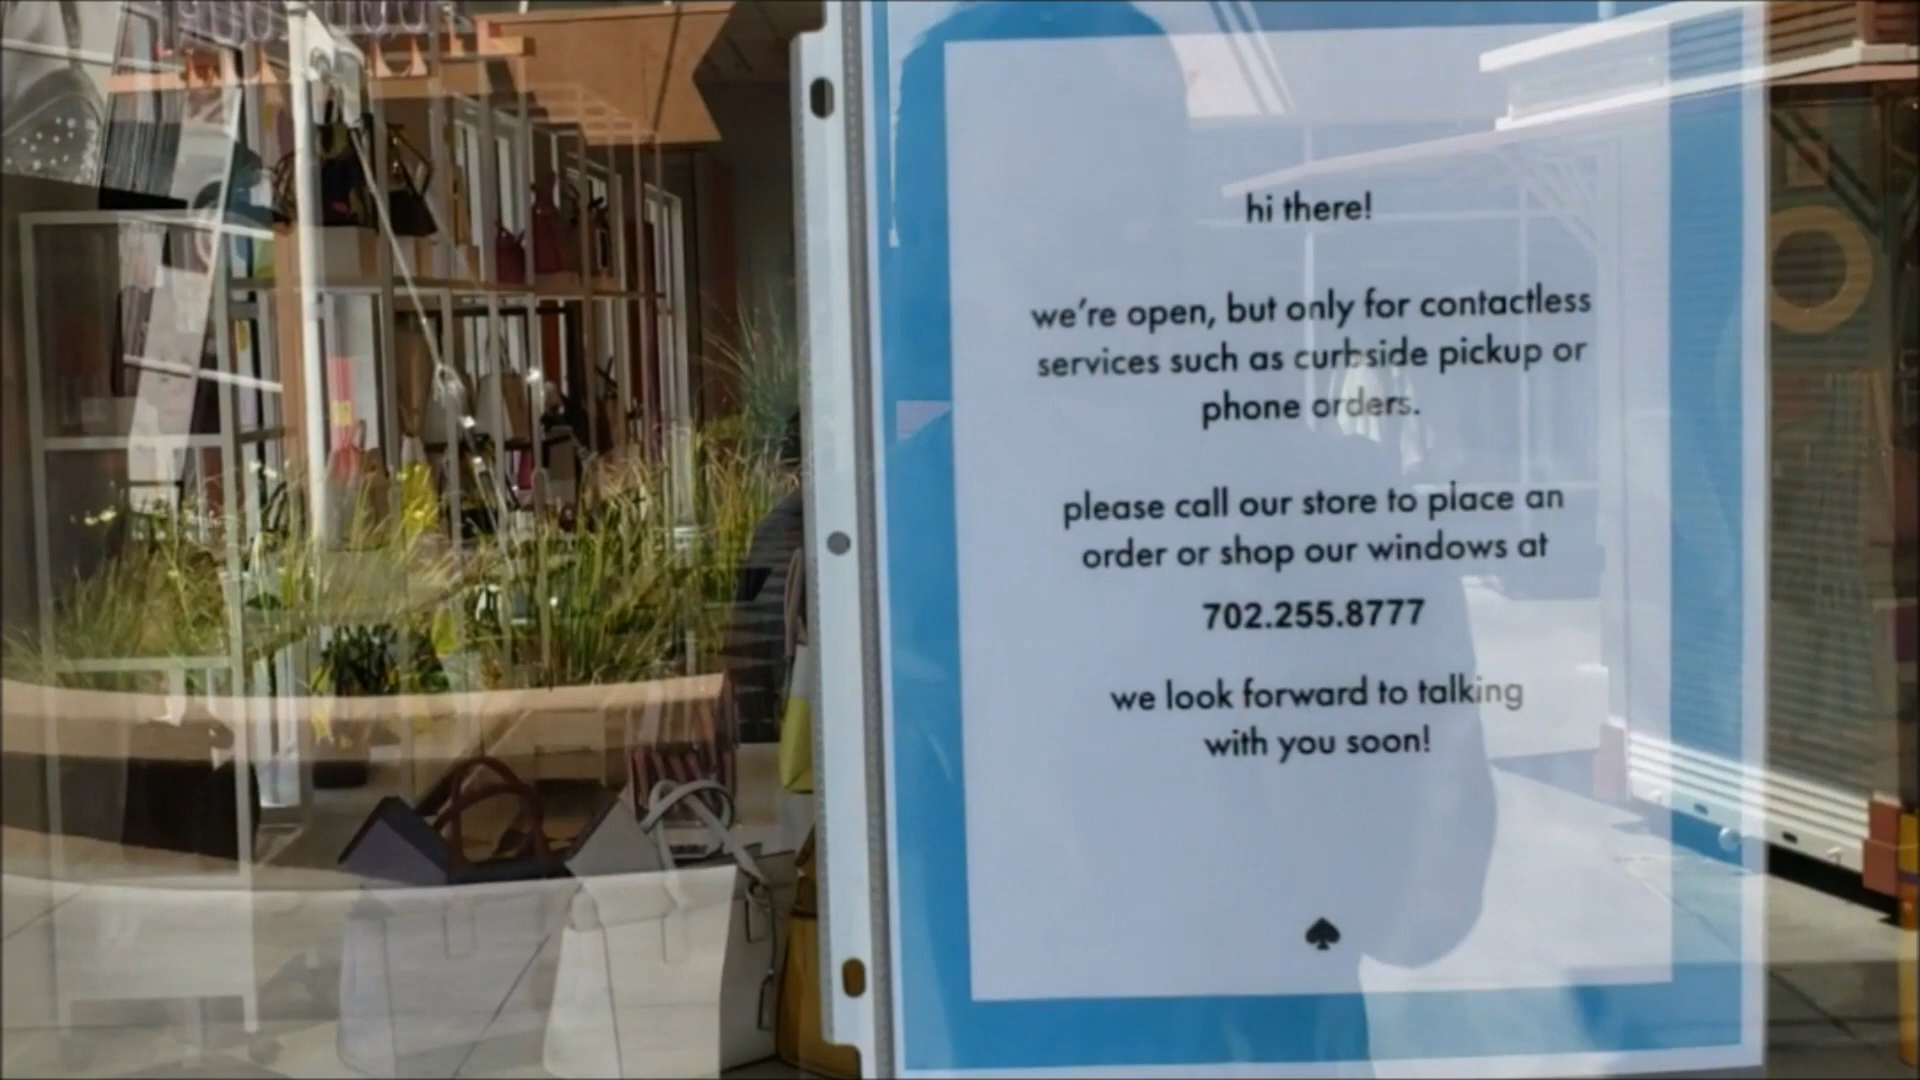 hi there!
we're open, but only for contactless
services such as curbside pickup or
phone orders.
please call our store to place an
order or shop our windows at
702.255.8777
we look forward to talking
with you soon!